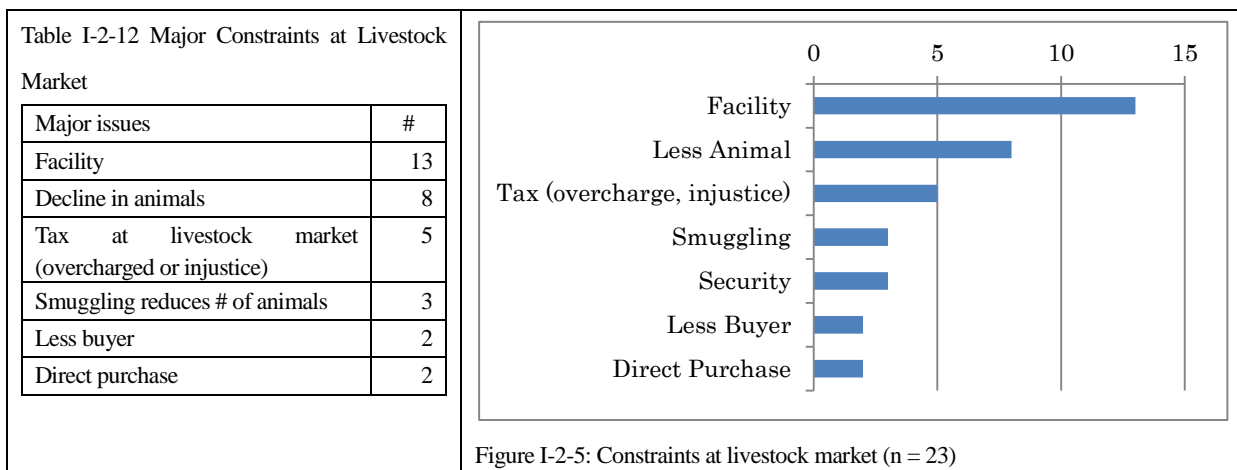 Table I-2-12 Major Constraints at Livestock
Market
Major issues #
Facility 13
Decline in animals 8
Tax at livestock market 5
(overcharged or injustice)
Smuggling reduces # of animals 3
Less buyer 2
Direct purchase 2
0 5 10 15
Facility
Less Animal
Tax (overcharge, injustice)
Smuggling
Security
Less Buyer
Direct Purchase
Figure I-2-5: Constraints at livestock market (n = 23)